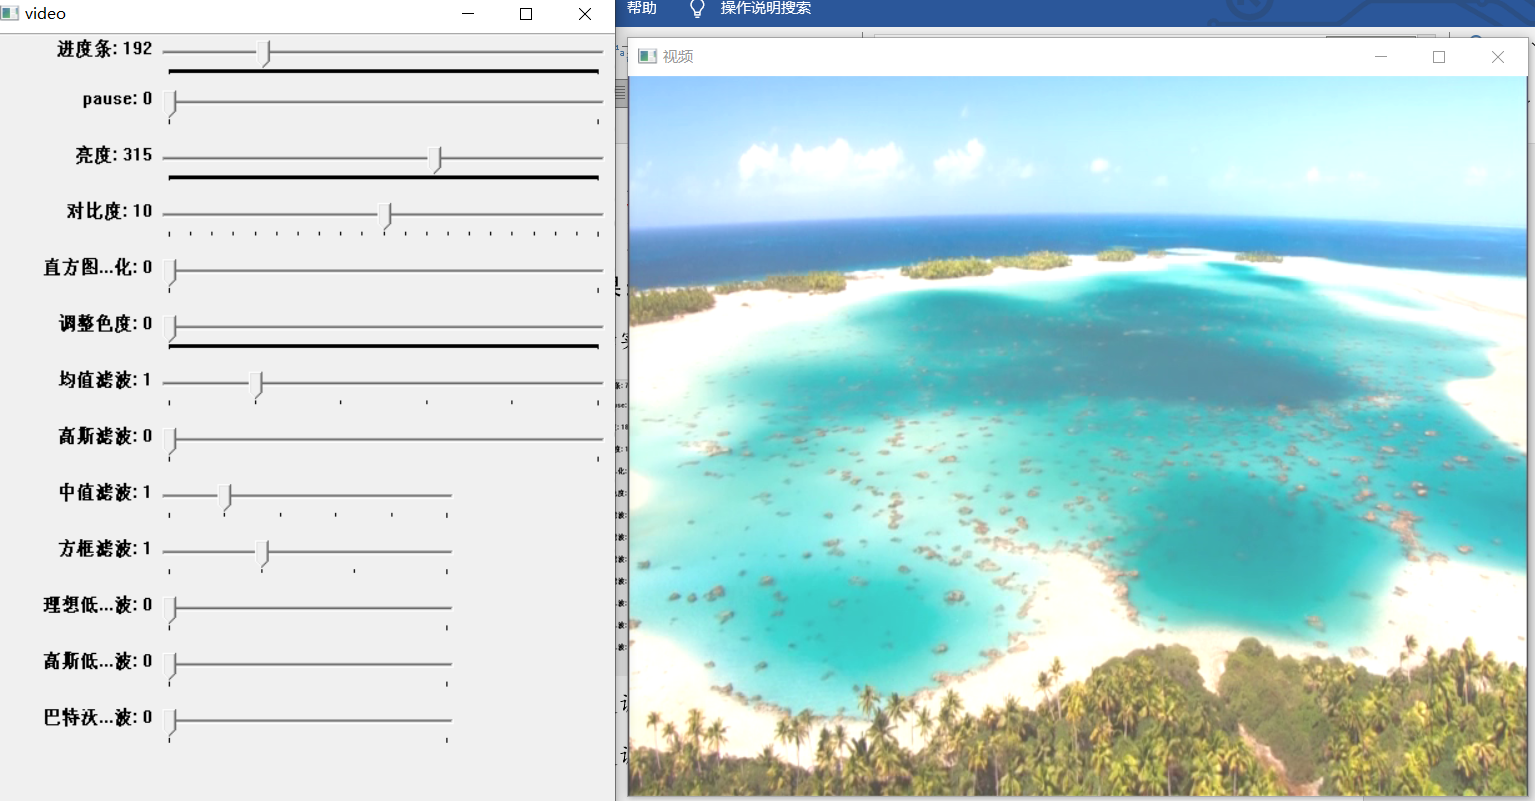 video
进度条: 192
pause: 0
亮度: 315
对比度: 10
直方图...化: 0
调整色度: 0
均值滤波: 1
高斯滤波: 0
中值滤波: 1
方框滤波: 1
理想低...波: 0
高斯低...波: 0
巴特沃...波: 0
帮助
操作说明搜索
视频